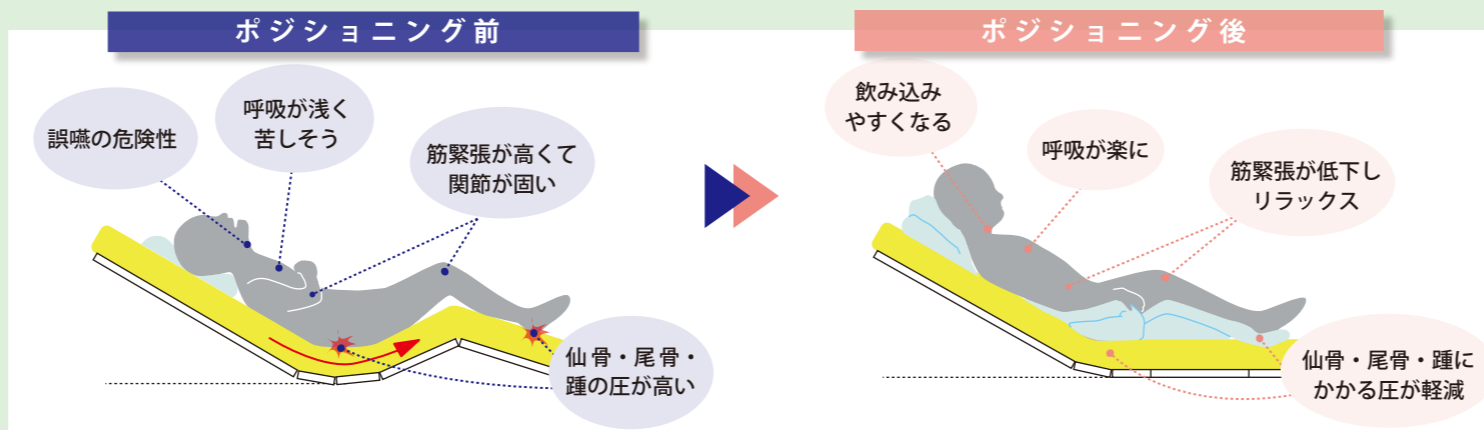 ポジショニング前
誤嚥の危険性
呼吸が浅く
苦しそう
筋緊張が高くて
関節が固い
仙骨・尾骨・
踵の圧が高い
ポジショニング後
飲み込み
やすくなる
呼吸が楽に
筋緊張が低下し
リラックス
仙骨・尾骨・踵に
かかる圧が軽減